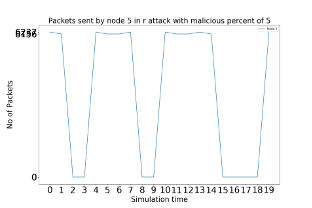 Packets sent by node 5 in r attack with malicious percent of 5
Node 5
0
No of Packets
0 1 2 3 4 5 6 7 8 9 10 11 12 13 14 15 16 17 18 19
Simulation time